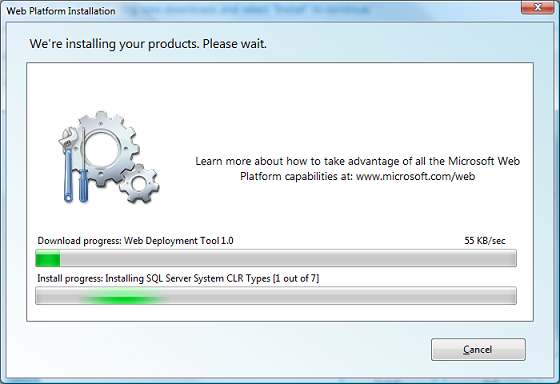 Web Platform Installation
We're installing your products. Please wait.
Learn more about how to take advantage of all the Microsoft Web
Platform capabilities at: www.microsoft.com/web
Download progress: Web Deployment Tool 1.0 55 KB/sec
Install progress: Installing SQL Server System CLR Types [1 out of 7]
Cancel